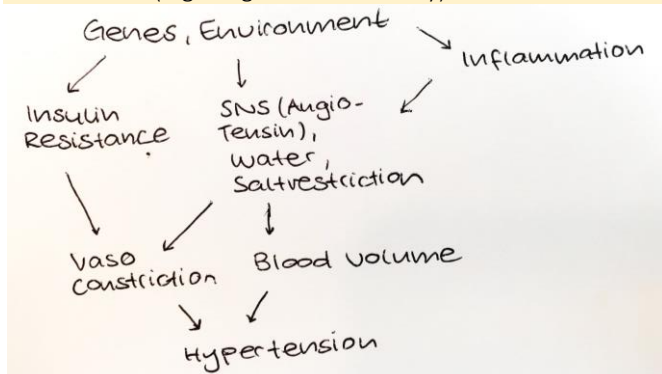 Genes, Environment
Inflammation
Insulin
Resistance
SNS (Angio-
Tensin),
Water,
Saltrestriction
Vaso
constriction
Blood volume
Hypertension